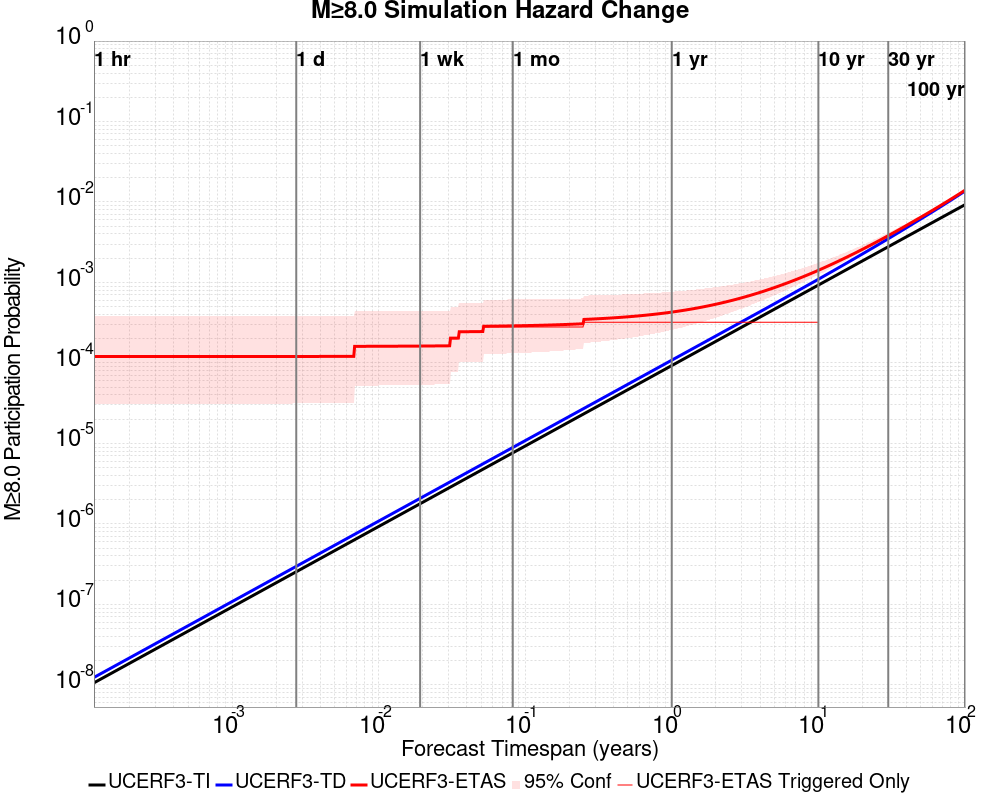 M≥8.0 Simulation Hazard Change
1 hr 1 d 1 wk 1 mo 1 yr 10 yr 30 yr
100 yr
10^0
10^-1
10^-2
10^-3
10^-4
10^-5
10^-6
10^-7
10^-8
M≥8.0 Participation Probability
10^-3 10^-2 10^-1 10^0 10^1 10^2
Forecast Timespan (years)
UCERF3-TI UCERF3-TD UCERF3-ETAS 95% Conf UCERF3-ETAS Triggered Only